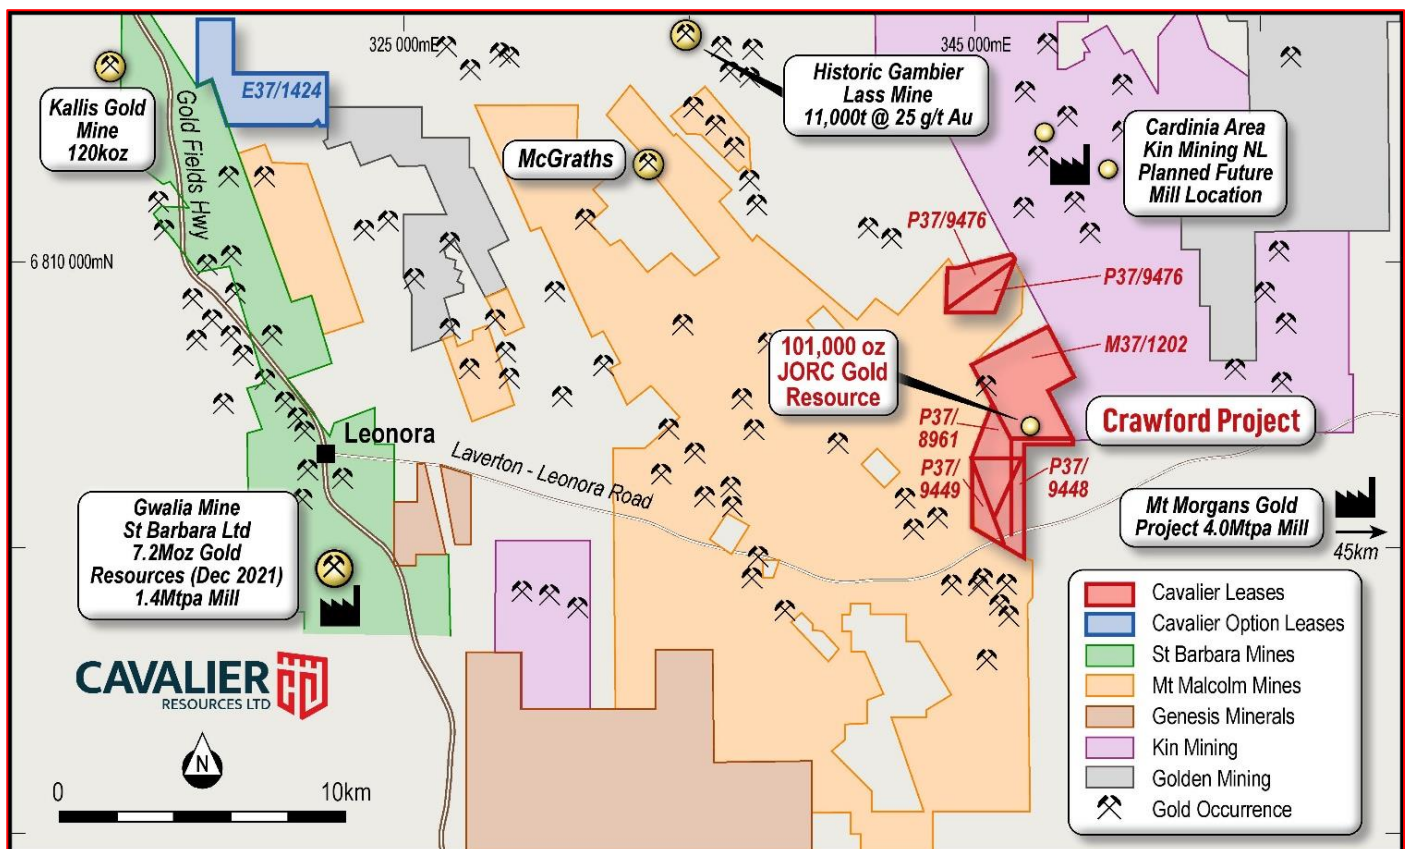 325 000mE
345 000mE
E37/1424
Kallis Gold
Mine
120koz
Gold Fields Hwy
McGraths
Historic Gambier
Lass Mine
11,000t @ 25 g/t Au
Cardinia Area
Kin Mining NL
Planned Future
Mill Location
P37/9476
6 810 000mN
P37/9476
M37/1202
101,000 oz
JORC Gold
Resource
P37/
8961
Crawford Project
Leonora
Laverton - Leonora Road
P37/
9449
P37/
9448
Gwalia Mine
St Barbara Ltd
7.2Moz Gold
Resources (Dec 2021)
1.4Mtpa Mill
Mt Morgans Gold
Project 4.0Mtpa Mill
45km
Cavalier Leases
Cavalier Option Leases
St Barbara Mines
Mt Malcolm Mines
Genesis Minerals
Kin Mining
Golden Mining
Gold Occurrence
CAVALIER
RESOURCES LTD
N
0
10km